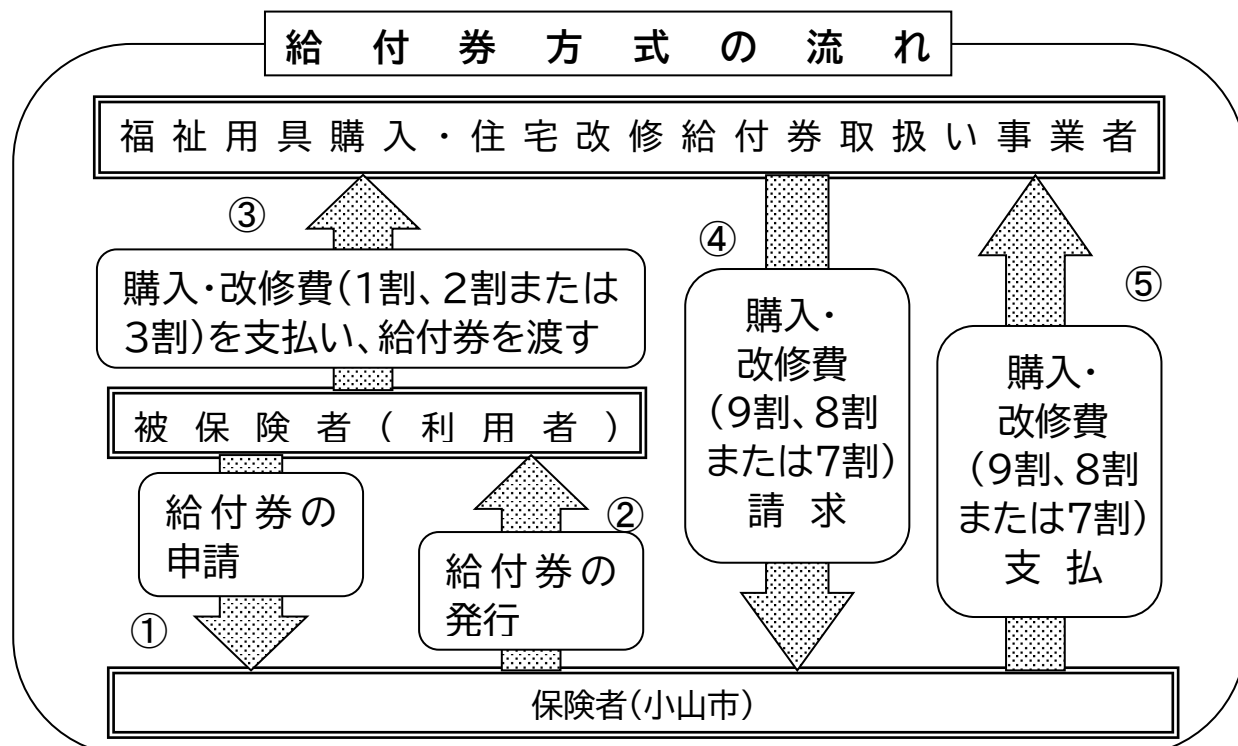 給付券方式の流れ
福祉用具購入・住宅改修給付券取扱い事業者
③
購入・改修費(1割、2割または
3割)を支払い、給付券を渡す
④
購入・
改修費
(9割、8割
または7割)
請求
⑤
購入・
改修費
(9割、8割
または7割)
支払
被保険者(利用者)
給付券の
申請
①
②
給付券の
発行
保険者(小山市)